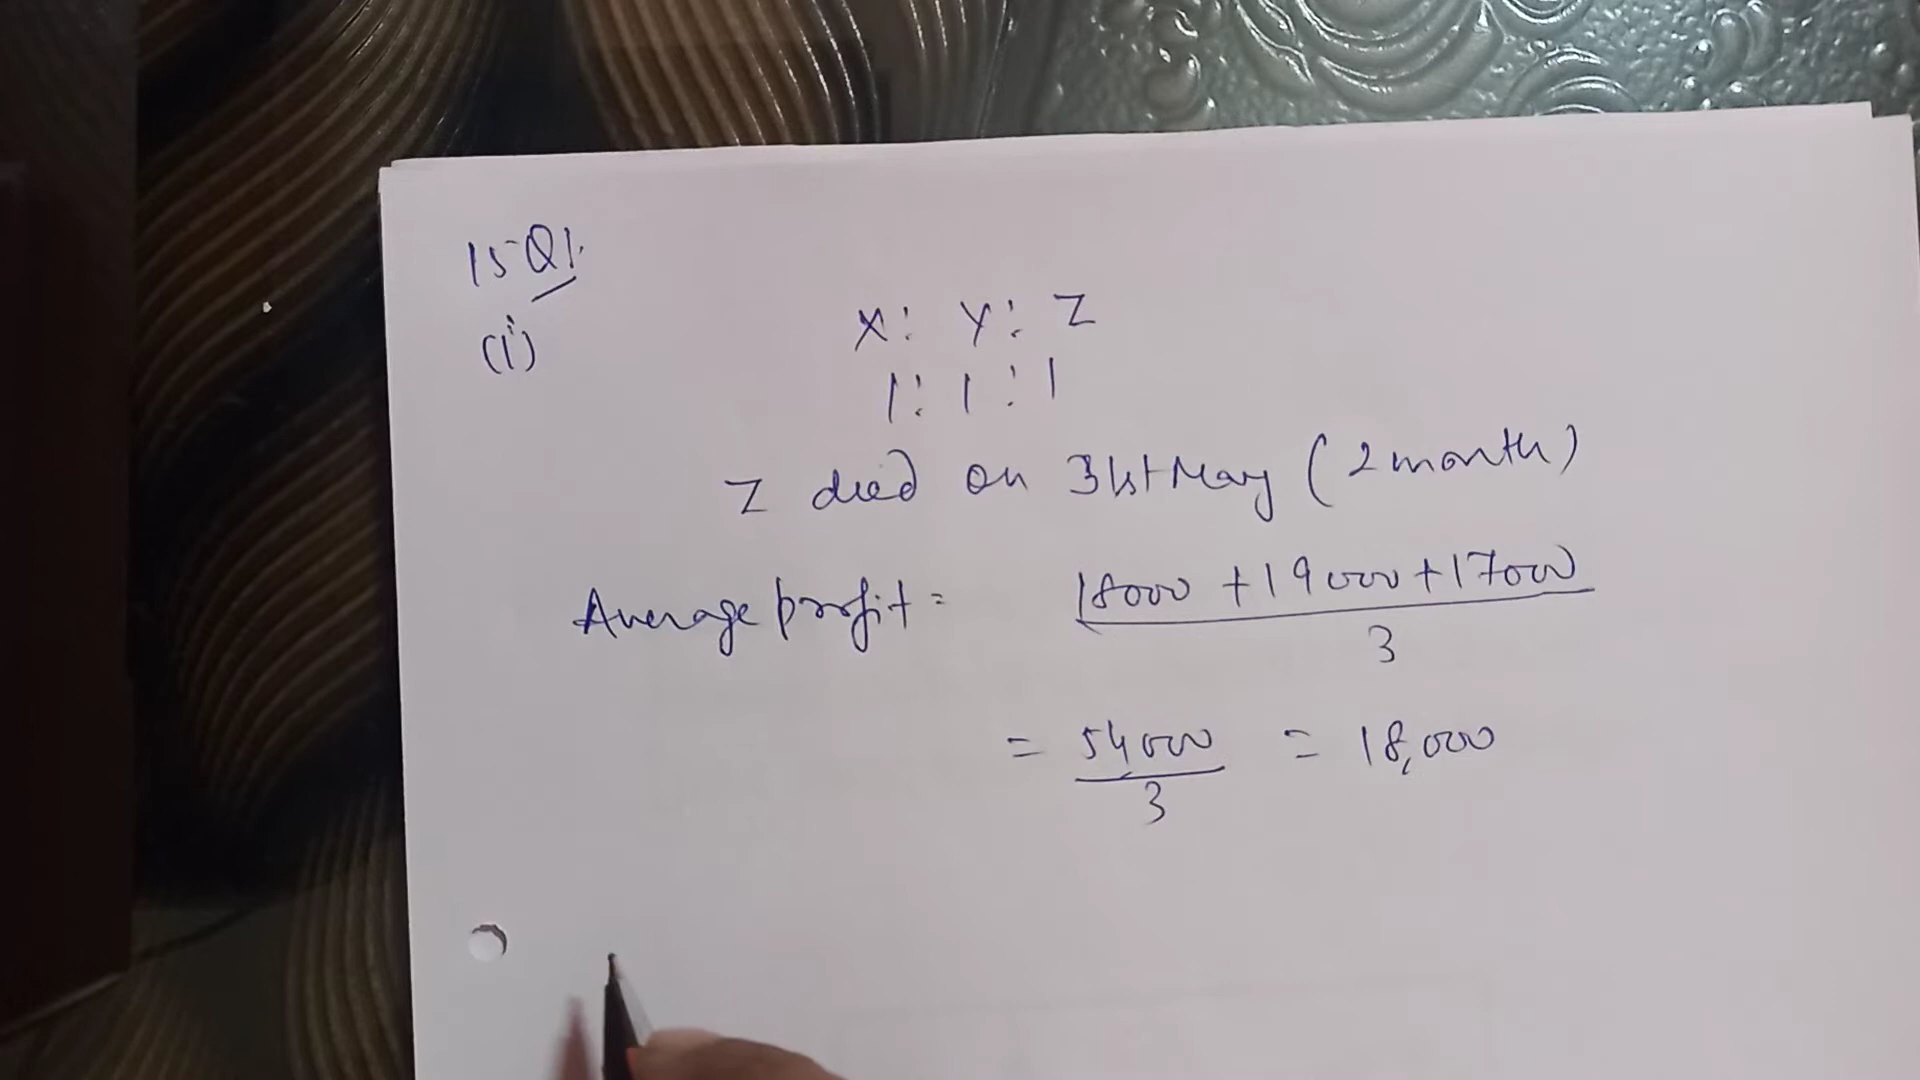 15 Q1.
(i)
X : Y : Z
1 : 1 : 1
Z died on 31st May (2 month)
Average profit = 18000 + 19000 + 17000
3
= 54000 = 18,000
3